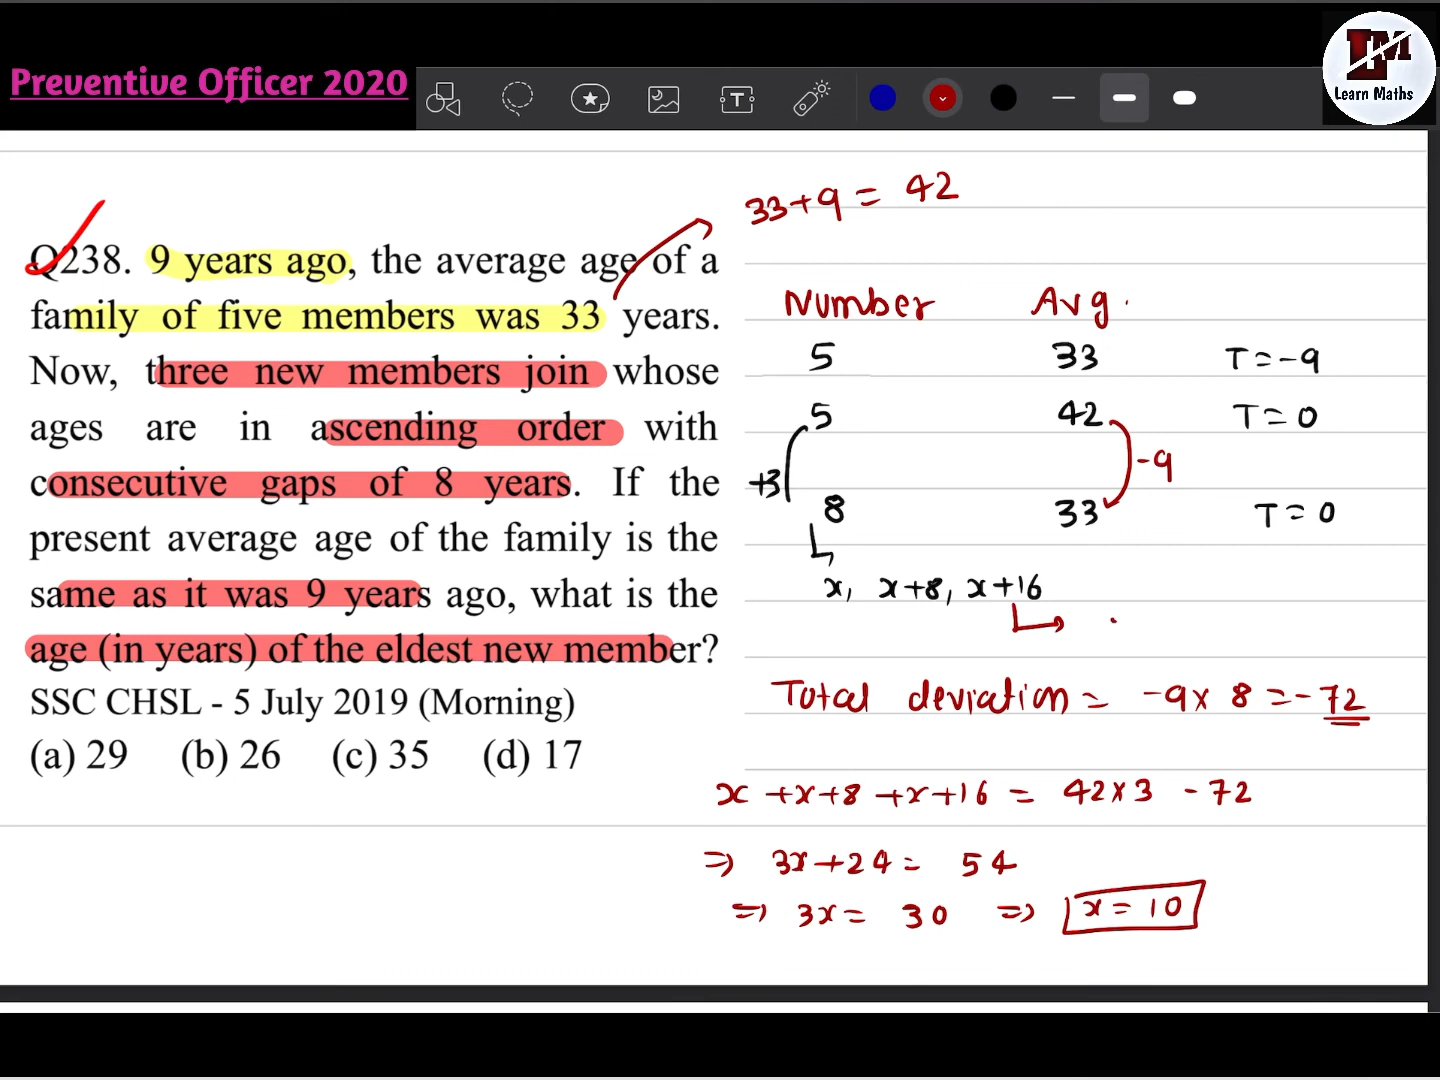 Preventive Officer 2020
T
LM
Learn Maths
Q238. 9 years ago, the average age of a
family of five members was 33 years.
Now, three new members join whose
ages are in ascending order with
consecutive gaps of 8 years. If the
present average age of the family is the
same as it was 9 years ago, what is the
age (in years) of the eldest new member?
SSC CHSL - 5 July 2019 (Morning)
(a) 29 (b) 26 (c) 35 (d) 17
33+9 = 42
Number Avg.
5 33 T=-9
5 42 T=0
+3 -9
8 33 T=0
x, x+8, x+16
Total deviation = -9x 8 = -72
x +x+8 +x+16 = 42x3 -72
⇒ 3x+24= 54
⇒ 3x= 30 ⇒ x=10